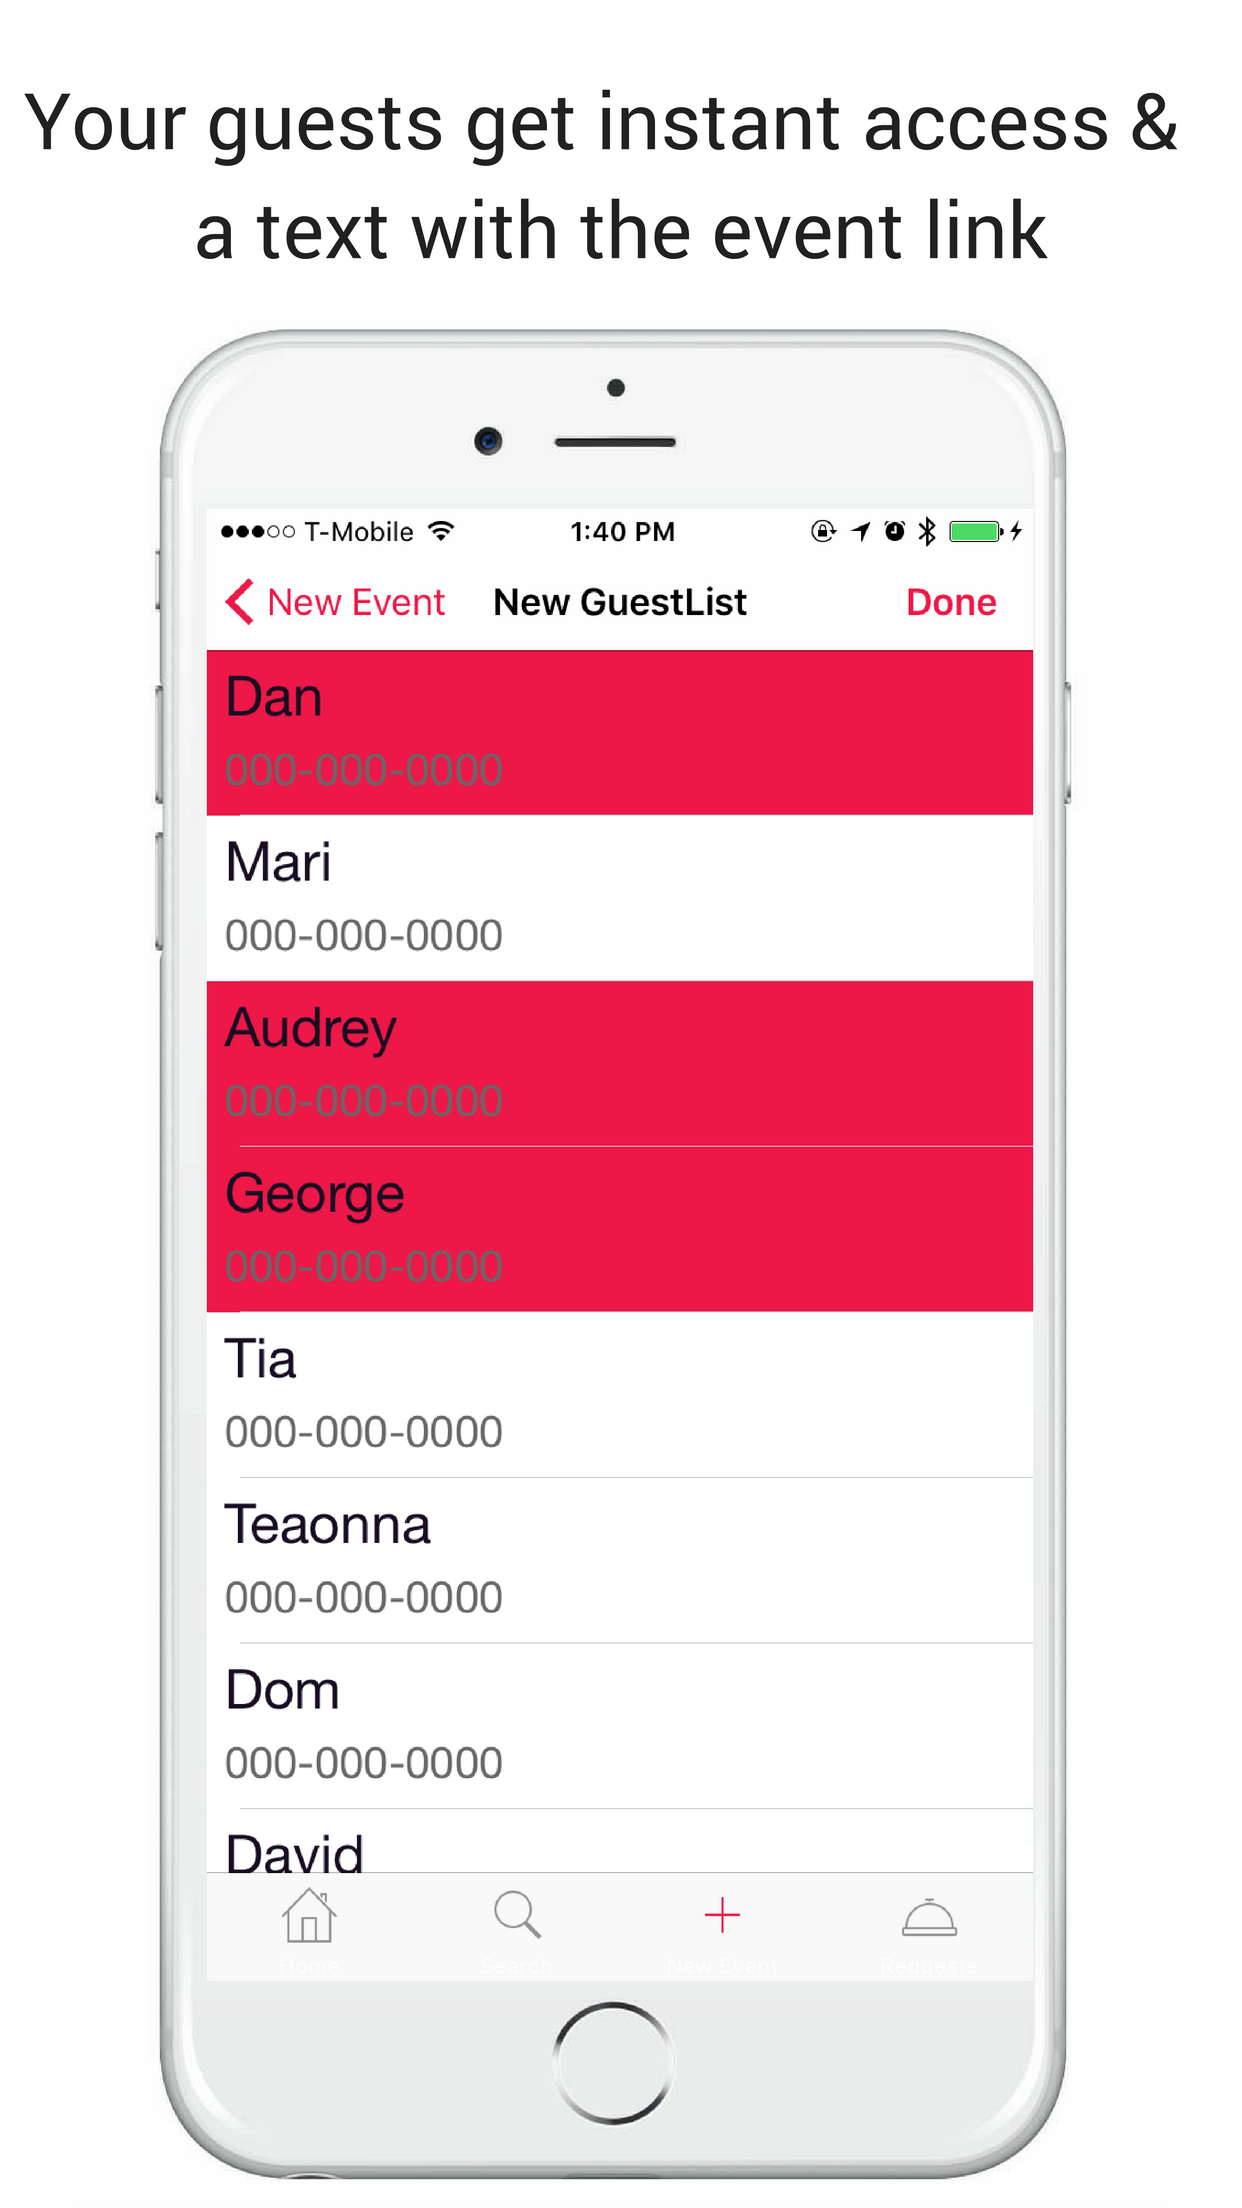 Your guests get instant access &
a text with the event link
T-Mobile 1:40 PM
New Event New GuestList Done
Dan
000-000-0000
Mari
000-000-0000
Audrey
000-000-0000
George
000-000-0000
Tia
000-000-0000
Teaonna
000-000-0000
Dom
000-000-0000
David
Home Search New Event Requests